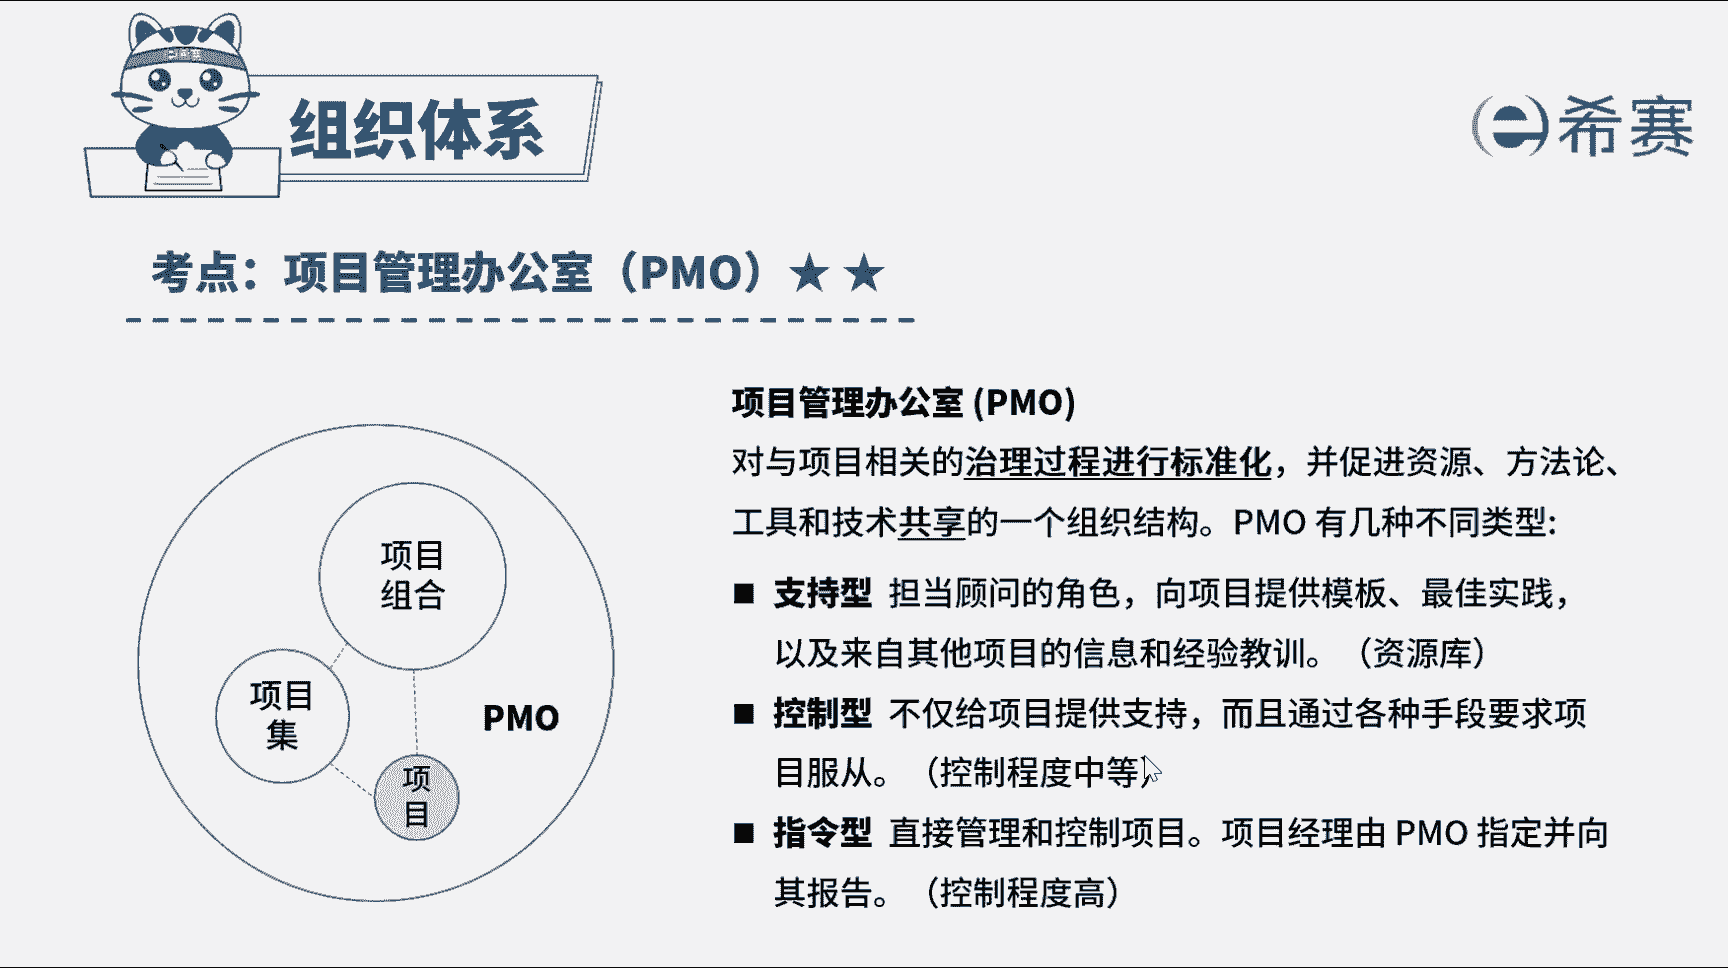 组织体系
希赛
考点：项目管理办公室（PMO）★ ★
项目管理办公室 (PMO)
对与项目相关的治理过程进行标准化，并促进资源、方法论、
工具和技术共享的一个组织结构。PMO 有几种不同类型:
■ 支持型 担当顾问的角色，向项目提供模板、最佳实践，
以及来自其他项目的信息和经验教训。（资源库）
■ 控制型 不仅给项目提供支持，而且通过各种手段要求项
目服从。（控制程度中等）
■ 指令型 直接管理和控制项目。项目经理由 PMO 指定并向
其报告。（控制程度高）
项目
组合
项目
集
PMO
项
目